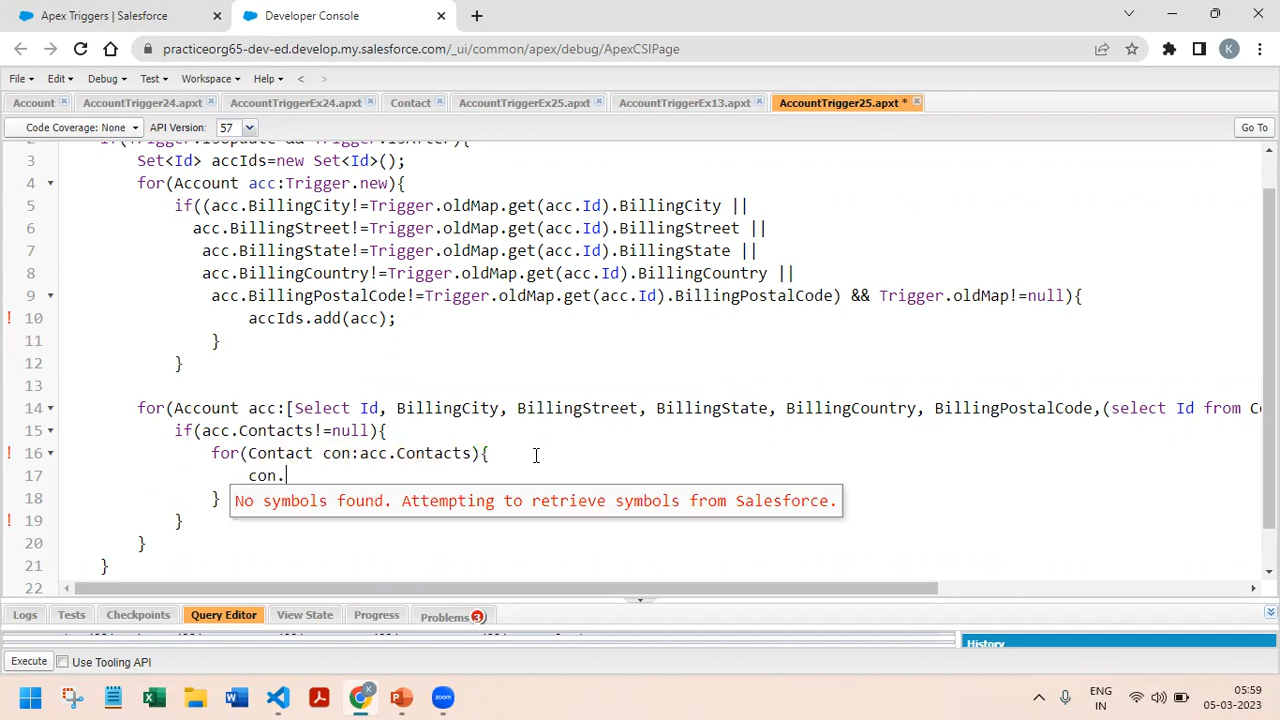 Apex Triggers | Salesforce
Developer Console
practiceorg65-dev-ed.develop.my.salesforce.com/_ui/common/apex/debug/ApexCSIPage
K
File Edit Debug Test Workspace Help < >
Account AccountTrigger24.apxt AccountTriggerEx24.apxt Contact AccountTriggerEx25.apxt AccountTriggerEx13.apxt AccountTrigger25.apxt *
Code Coverage: None API Version: 57 Go To
3 Set<Id> accIds=new Set<Id>();
4 for(Account acc:Trigger.new){
5 if((acc.BillingCity!=Trigger.oldMap.get(acc.Id).BillingCity ||
6 acc.BillingStreet!=Trigger.oldMap.get(acc.Id).BillingStreet ||
7 acc.BillingState!=Trigger.oldMap.get(acc.Id).BillingState ||
8 acc.BillingCountry!=Trigger.oldMap.get(acc.Id).BillingCountry ||
9 acc.BillingPostalCode!=Trigger.oldMap.get(acc.Id).BillingPostalCode) && Trigger.oldMap!=null){
! 10 accIds.add(acc);
11 }
12 }
13
14 for(Account acc:[Select Id, BillingCity, BillingStreet, BillingState, BillingCountry, BillingPostalCode,(select Id from Co
15 if(acc.Contacts!=null){
! 16 for(Contact con:acc.Contacts){
17 con.
No symbols found. Attempting to retrieve symbols from Salesforce.
18 }
! 19 }
20 }
21 }
22
Logs Tests Checkpoints Query Editor View State Progress Problems 3
History
Execute Use Tooling API
K
ENG
IN
05:59
05-03-2023